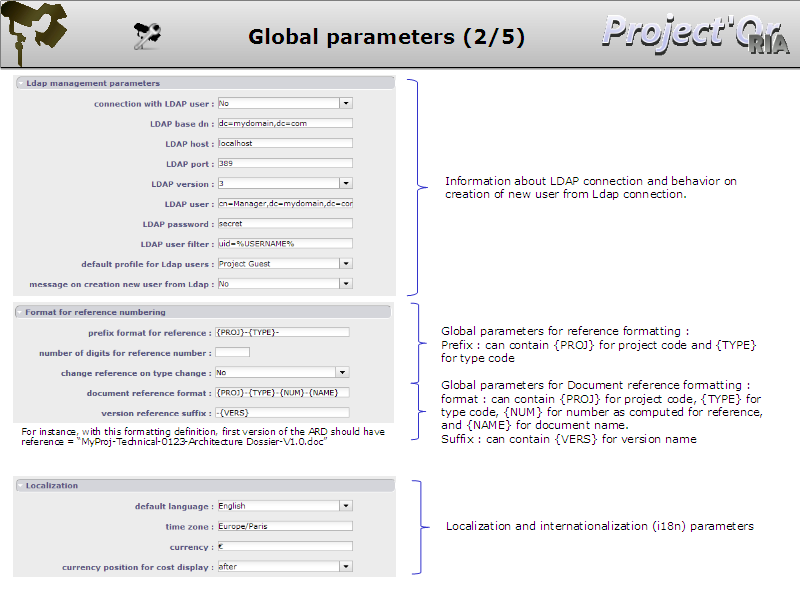 Global parameters (2/5)
Project'Or
RIA
Ldap management parameters
connection with LDAP user : No
LDAP base dn : dc=mydomain,dc=com
LDAP host : localhost
LDAP port : 389
LDAP version : 3
LDAP user : cn=Manager,dc=mydomain,dc=com
LDAP password : secret
LDAP user filter : uid=%USERNAME%
default profile for Ldap users : Project Guest
message on creation new user from Ldap : No
Information about LDAP connection and behavior on
creation of new user from Ldap connection.
Format for reference numbering
prefix format for reference : {PROJ}-{TYPE}-
number of digits for reference number :
change reference on type change : No
document reference format : {PROJ}-{TYPE}-{NUM}-{NAME}
version reference suffix : -{VERS}
Global parameters for reference formatting :
Prefix : can contain {PROJ} for project code and {TYPE}
for type code
Global parameters for Document reference formatting :
format : can contain {PROJ} for project code, {TYPE} for
type code, {NUM} for number as computed for reference,
and {NAME} for document name.
Suffix : can contain {VERS} for version name
For instance, with this formatting definition, first version of the ARD should have
reference = “MyProj-Technical-0123-Architecture Dossier-V1.0.doc”
Localization
default language : English
time zone : Europe/Paris
currency : €
currency position for cost display : after
Localization and internationalization (i18n) parameters